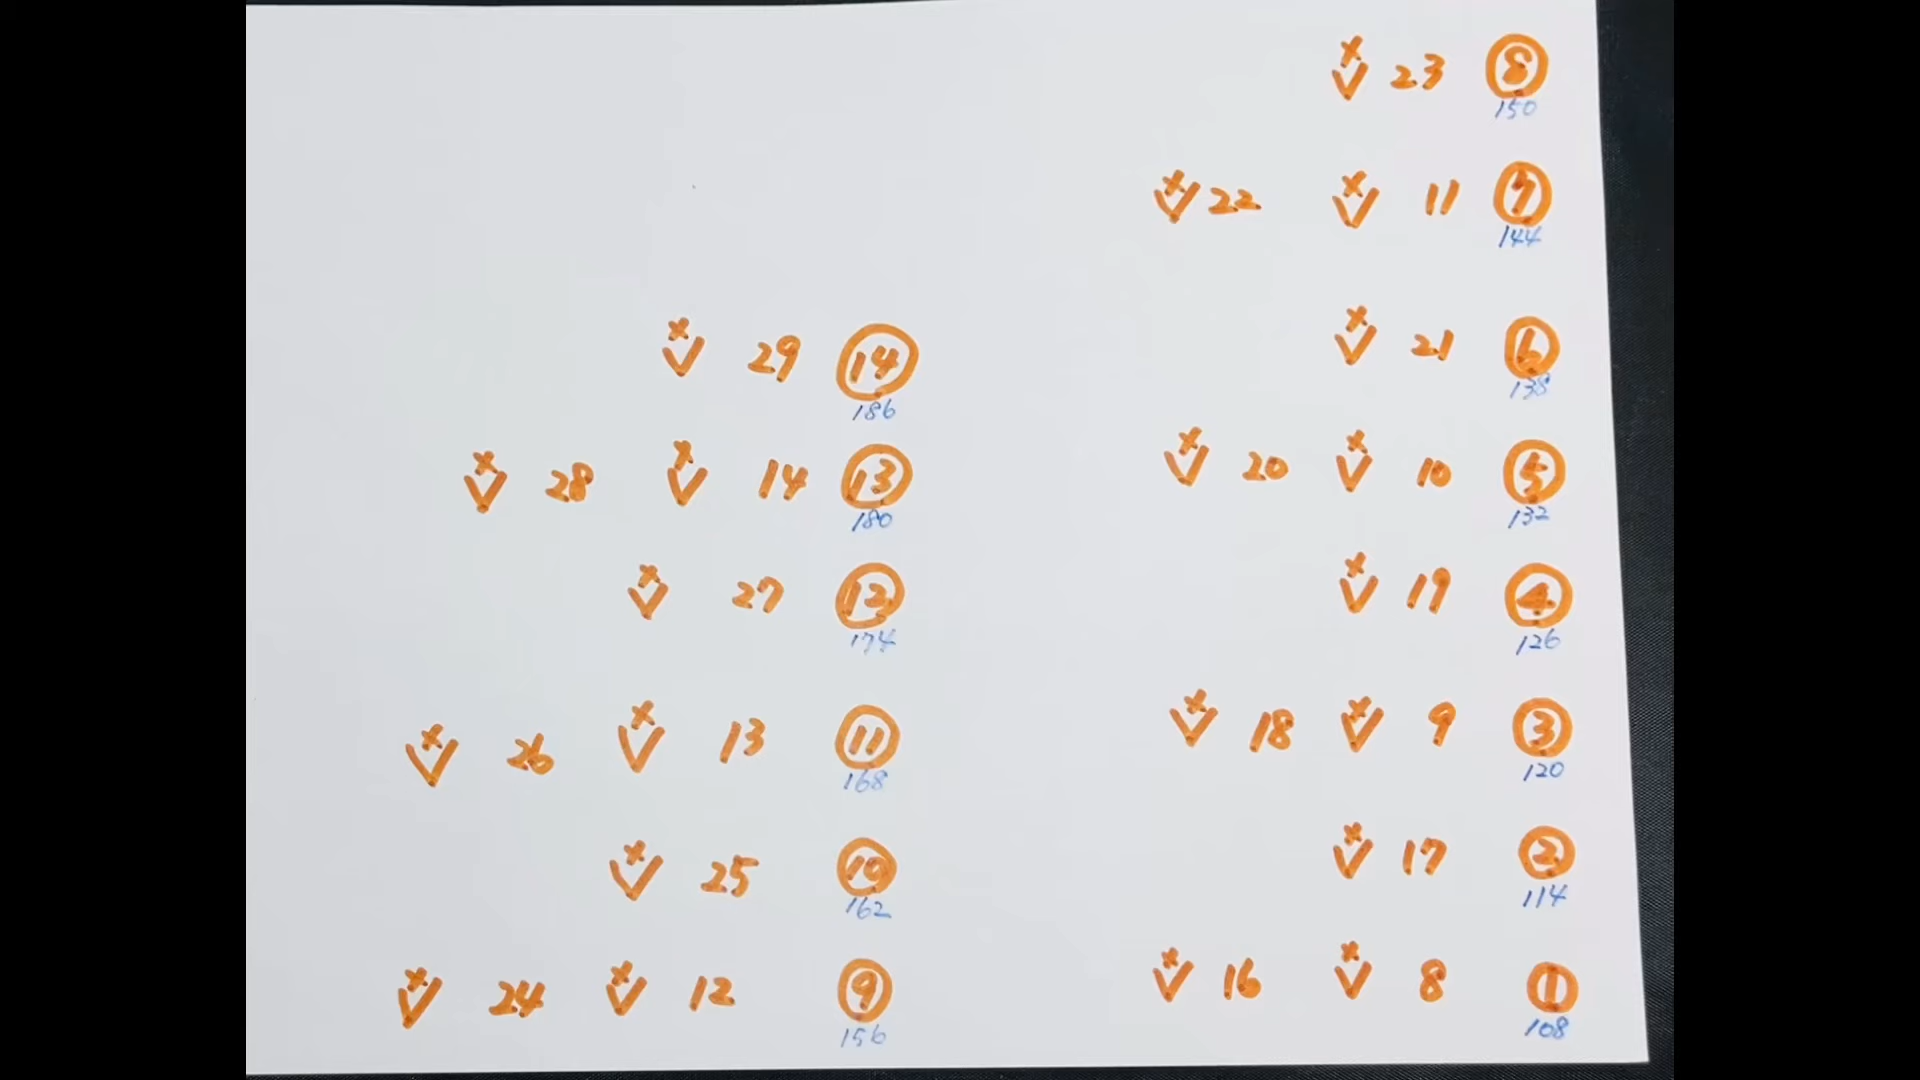 ×V 29 14
186
×V 28 ×V 14 13
180
×V 27 12
174
×V 26 ×V 13 11
168
×V 25 10
162
×V 24 ×V 12 9
156
×V 23 8
150
×V 22 ×V 11 7
144
×V 21 6
138
×V 20 ×V 10 5
132
×V 19 4
126
×V 18 ×V 9 3
120
×V 17 2
114
×V 16 ×V 8 1
108